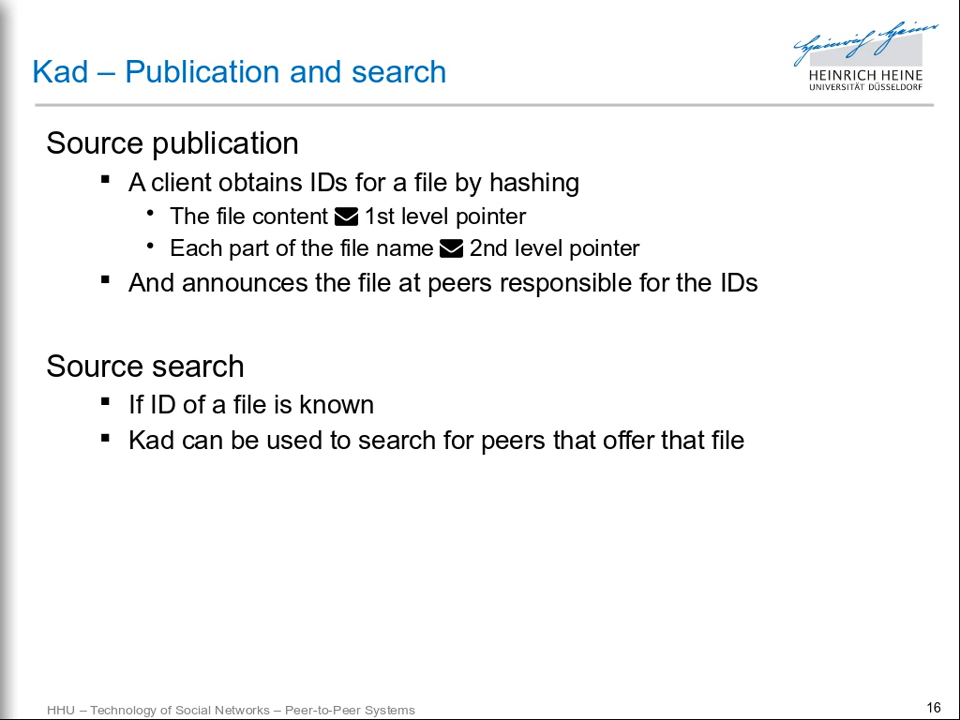 Kad – Publication and search
Heinrich Heine
HEINRICH HEINE
UNIVERSITÄT DÜSSELDORF
Source publication
▪ A client obtains IDs for a file by hashing
• The file content ✉ 1st level pointer
• Each part of the file name ✉ 2nd level pointer
▪ And announces the file at peers responsible for the IDs
Source search
▪ If ID of a file is known
▪ Kad can be used to search for peers that offer that file
HHU – Technology of Social Networks – Peer-to-Peer Systems
16